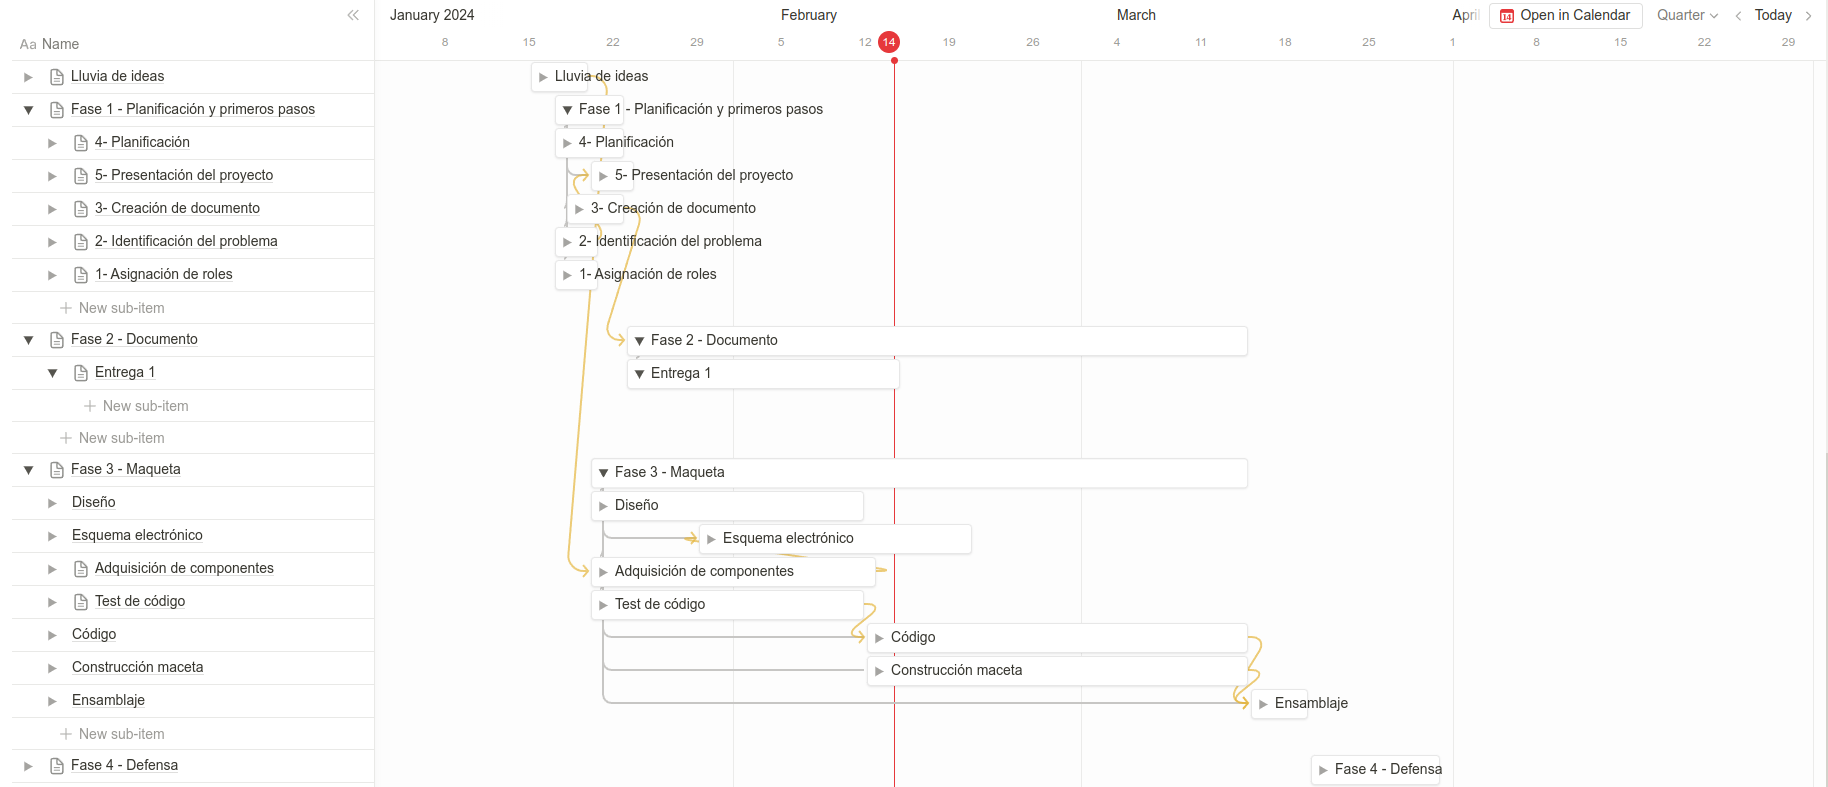 January 2024 February March April Open in Calendar Quarter Today
Aa Name 8 15 22 29 5 12 14 19 26 4 11 18 25 1 8 15 22 29
Lluvia de ideas Lluvia de ideas
Fase 1 - Planificación y primeros pasos Fase 1 - Planificación y primeros pasos
4- Planificación 4- Planificación
5- Presentación del proyecto 5- Presentación del proyecto
3- Creación de documento 3- Creación de documento
2- Identificación del problema 2- Identificación del problema
1- Asignación de roles 1- Asignación de roles
New sub-item
Fase 2 - Documento Fase 2 - Documento
Entrega 1 Entrega 1
New sub-item
New sub-item
Fase 3 - Maqueta Fase 3 - Maqueta
Diseño Diseño
Esquema electrónico Esquema electrónico
Adquisición de componentes Adquisición de componentes
Test de código Test de código
Código Código
Construcción maceta Construcción maceta
Ensamblaje Ensamblaje
New sub-item
Fase 4 - Defensa Fase 4 - Defensa